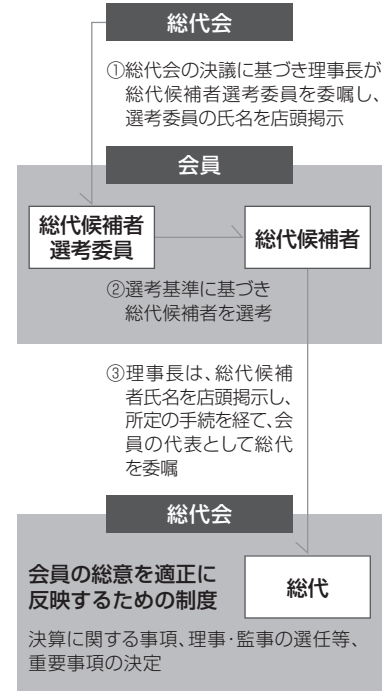 総代会
①総代会の決議に基づき理事長が
総代候補者選考委員を委嘱し、
選考委員の氏名を店頭掲示
会員
総代候補者
選考委員
総代候補者
②選考基準に基づき
総代候補者を選考
③理事長は、総代候補
者氏名を店頭掲示し、
所定の手続を経て、会
員の代表として総代
を委嘱
総代会
会員の総意を適正に
反映するための制度
総代
決算に関する事項、理事・監事の選任等、
重要事項の決定